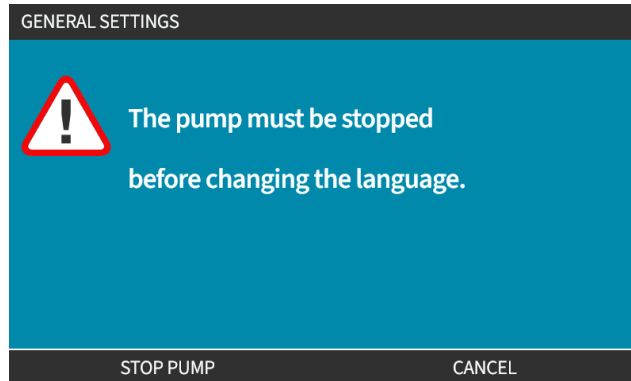 GENERAL SETTINGS
!
The pump must be stopped
before changing the language.
STOP PUMP
CANCEL